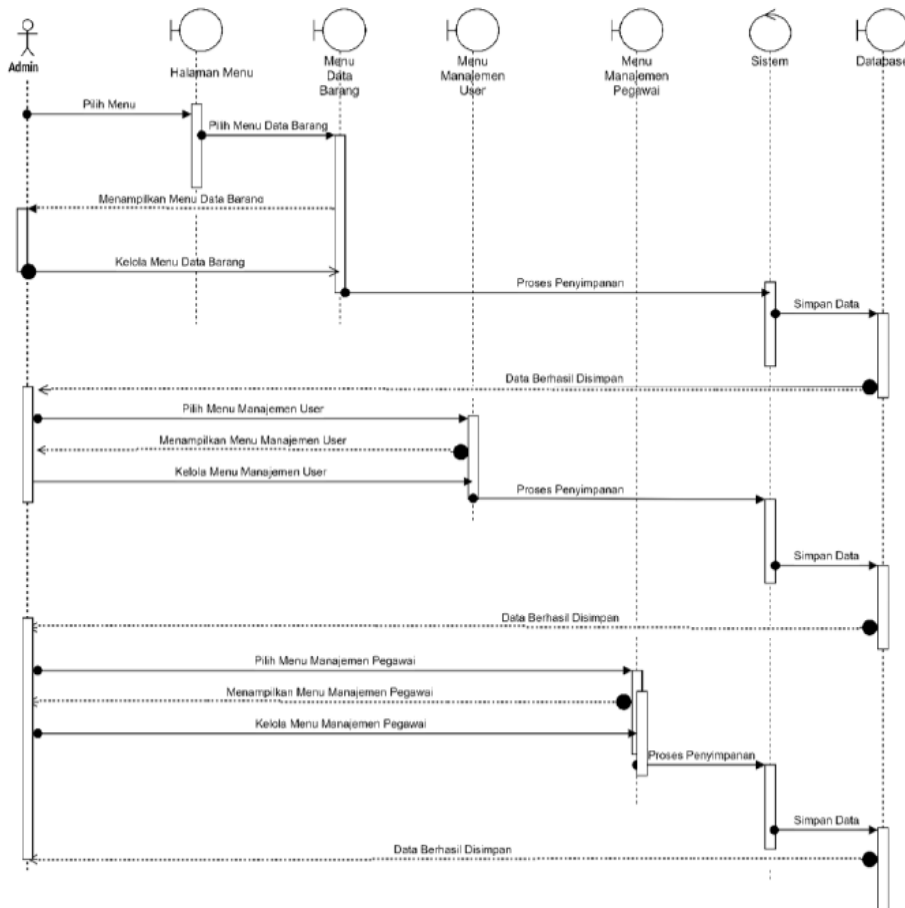 Admin
Halaman Menu
Menu
Data
Barang
Menu
Manajemen
User
Menu
Manajemen
Pegawai
Sistem
Database
Pilih Menu
Pilih Menu Data Barang
Menampilkan Menu Data Barang
Kelola Menu Data Barang
Proses Penyimpanan
Simpan Data
Data Berhasil Disimpan
Pilih Menu Manajemen User
Menampilkan Menu Manajemen User
Kelola Menu Manajemen User
Proses Penyimpanan
Simpan Data
Data Berhasil Disimpan
Pilih Menu Manajemen Pegawai
Menampilkan Menu Manajemen Pegawai
Kelola Menu Manajemen Pegawai
Proses Penyimpanan
Simpan Data
Data Berhasil Disimpan